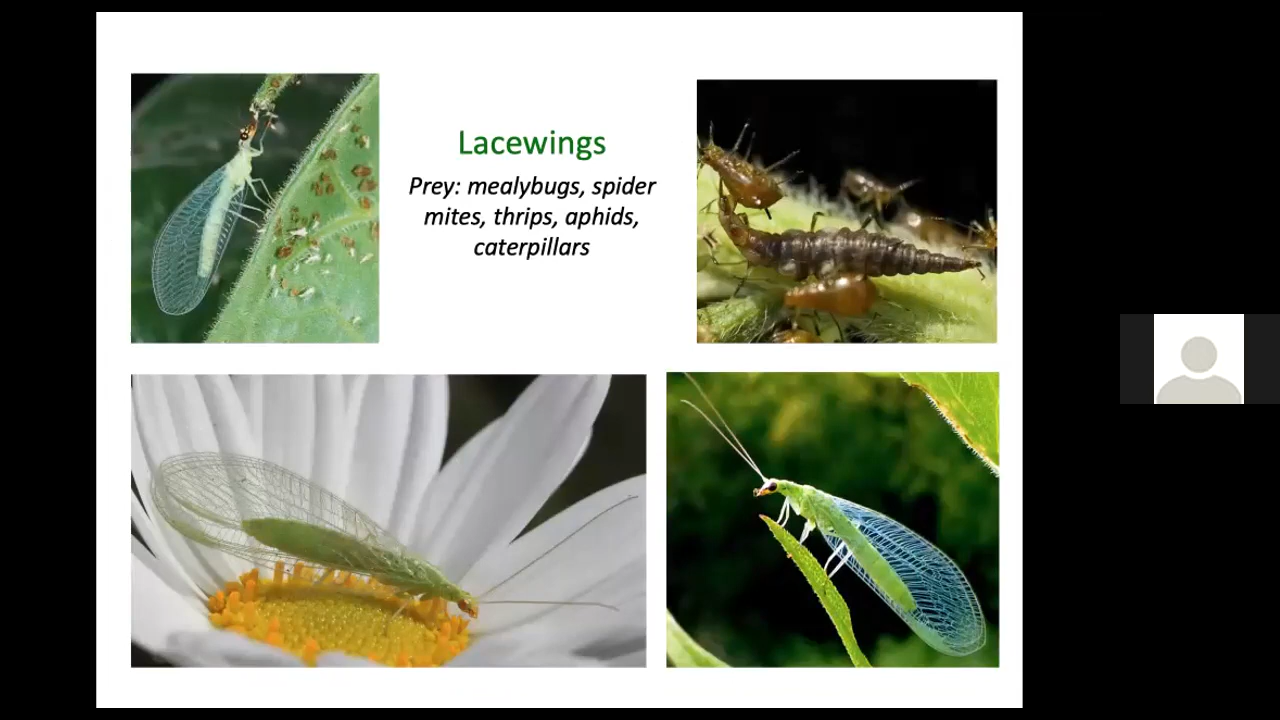 Lacewings
Prey: mealybugs, spider
mites, thrips, aphids,
caterpillars